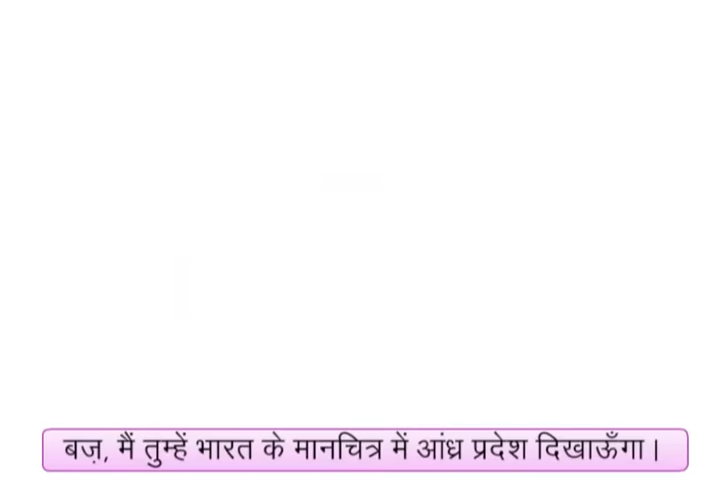 बज़, मैं तुम्हें भारत के मानचित्र में आंध्र प्रदेश दिखाऊँगा।